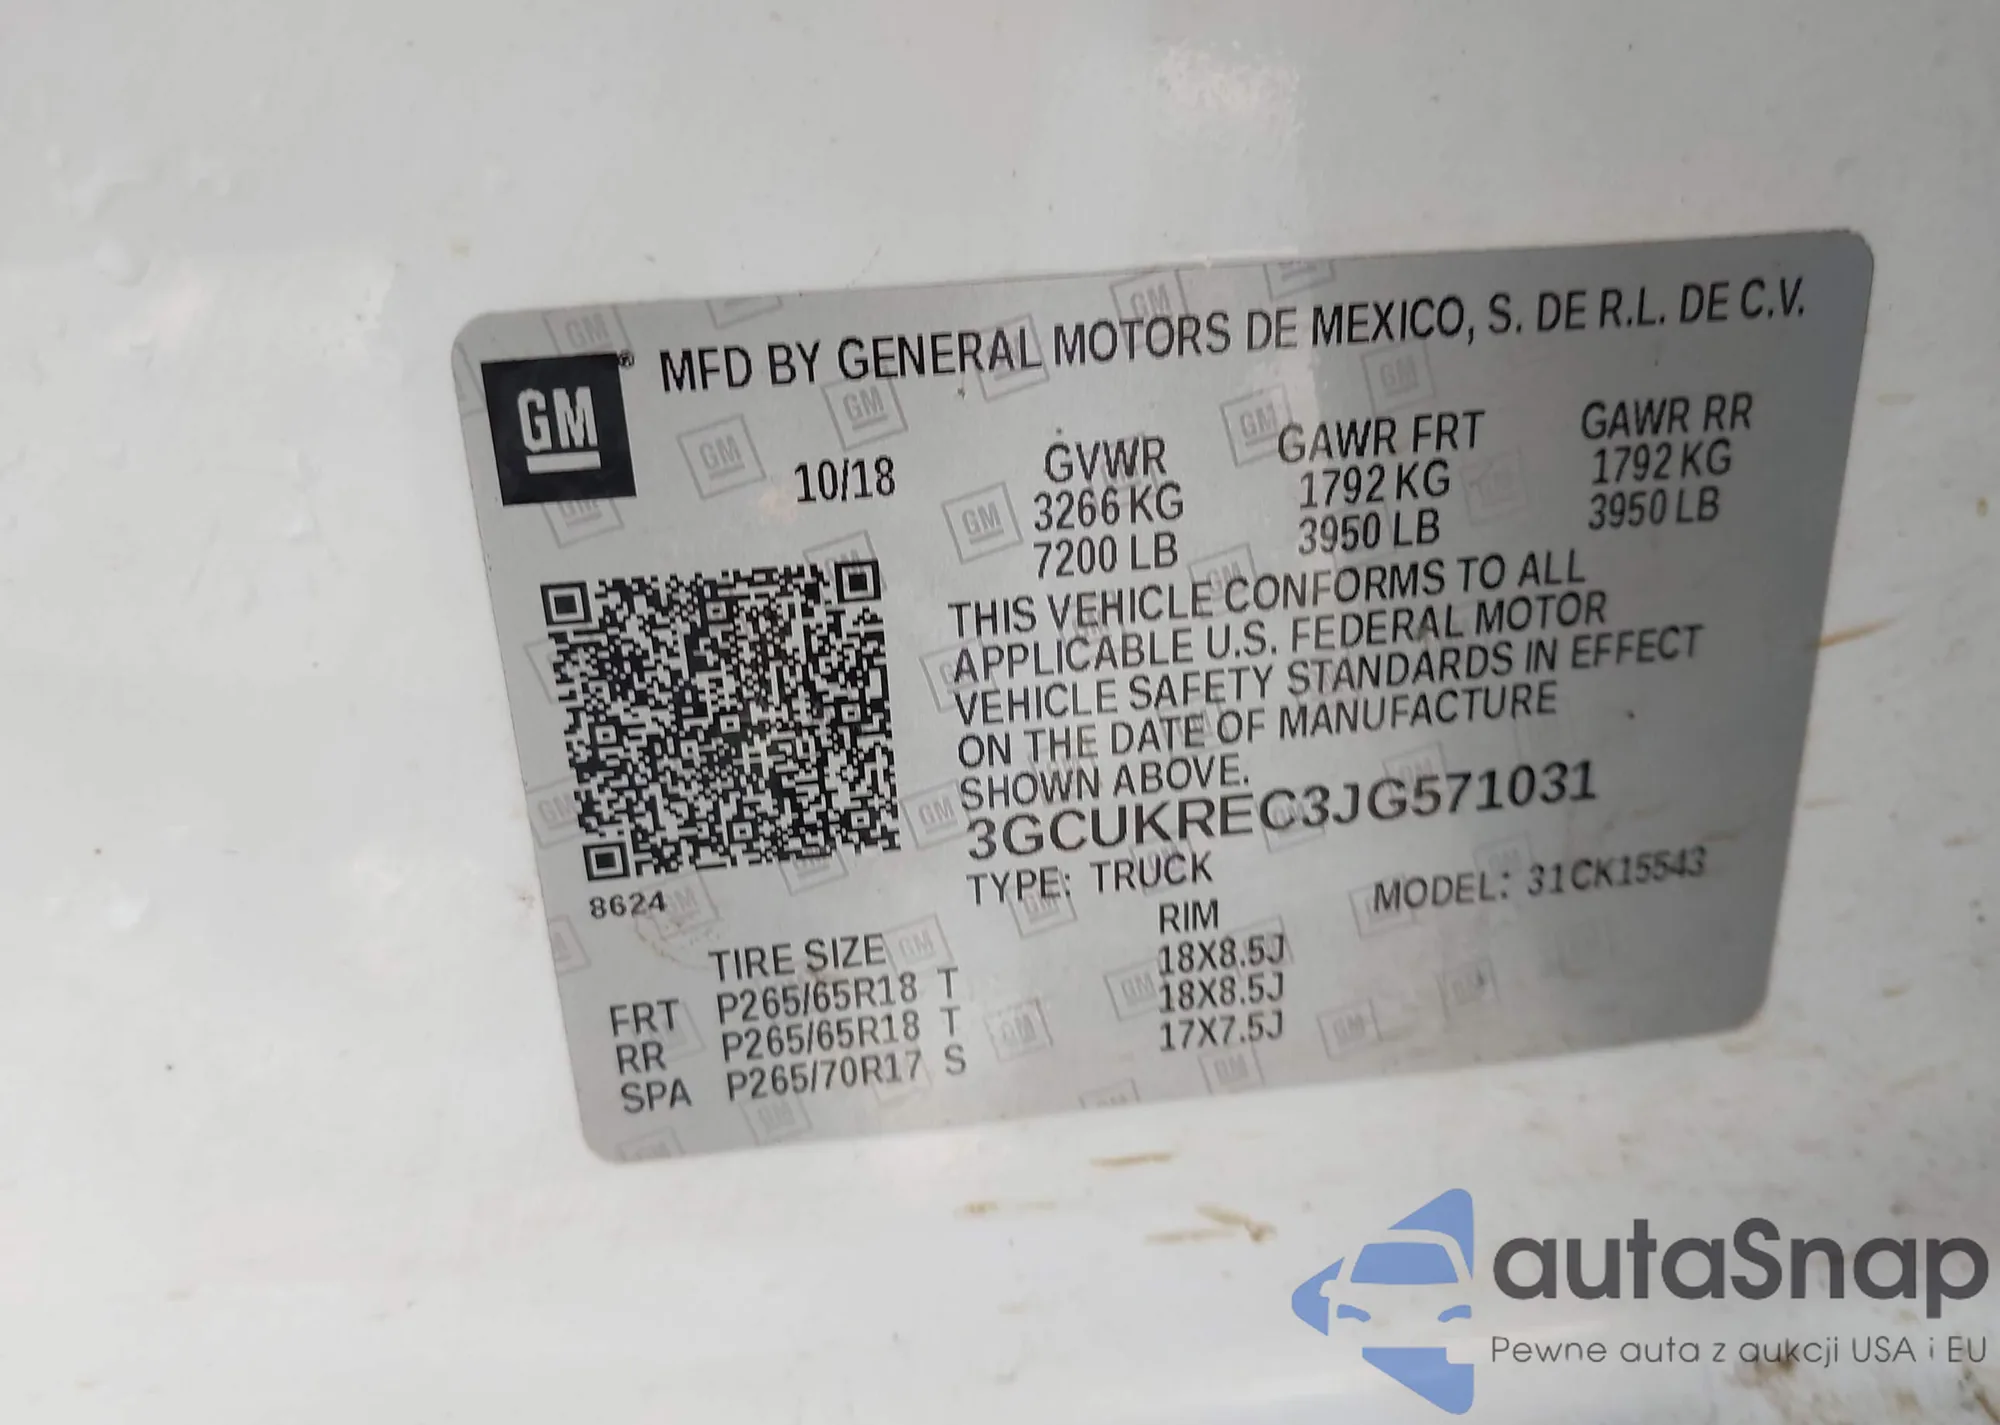 MFD BY GENERAL MOTORS DE MEXICO, S. DE R.L. DE C.V.
GM®
10/18
GVWR GAWR FRT GAWR RR
3266 KG 1792 KG 1792 KG
7200 LB 3950 LB 3950 LB
THIS VEHICLE CONFORMS TO ALL
APPLICABLE U.S. FEDERAL MOTOR
VEHICLE SAFETY STANDARDS IN EFFECT
ON THE DATE OF MANUFACTURE
SHOWN ABOVE.
3GCUKREC3JG571031
TYPE: TRUCK MODEL: 31CK15543
8624
TIRE SIZE RIM
FRT P265/65R18 T 18X8.5J
RR P265/65R18 T 18X8.5J
SPA P265/70R17 S 17X7.5J
autaSnap
Pewne auta z aukcji USA i EU